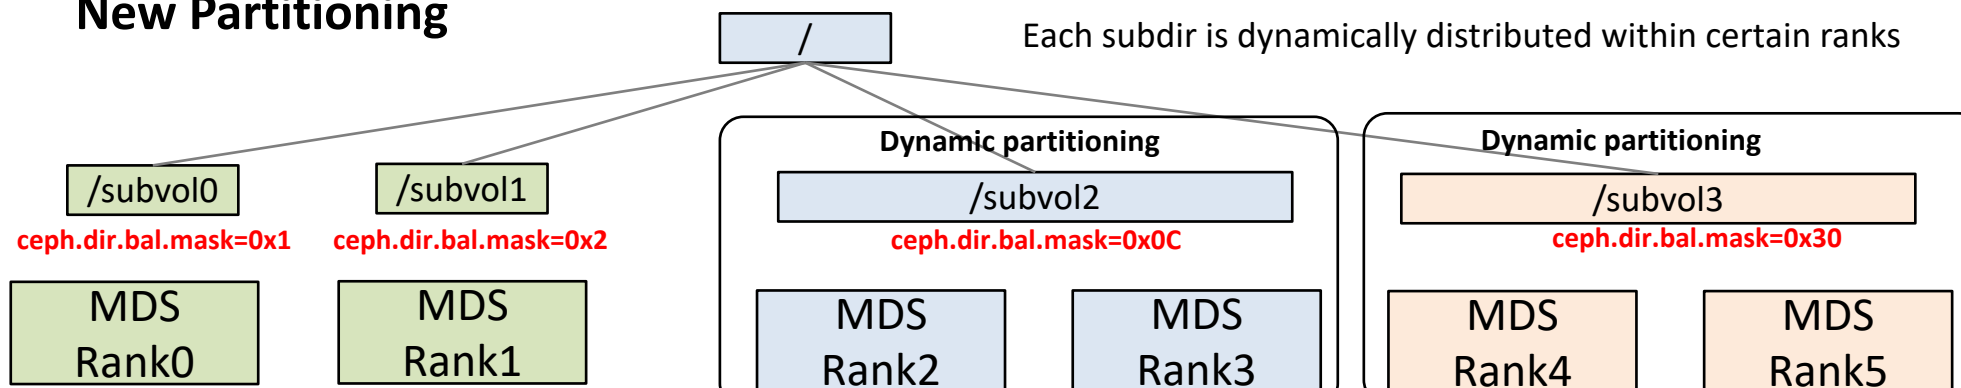 New Partitioning
/
Each subdir is dynamically distributed within certain ranks
Dynamic partitioning
Dynamic partitioning
/subvol0
/subvol1
/subvol2
/subvol3
ceph.dir.bal.mask=0x1
ceph.dir.bal.mask=0x2
ceph.dir.bal.mask=0x0C
ceph.dir.bal.mask=0x30
MDS
Rank0
MDS
Rank1
MDS
Rank2
MDS
Rank3
MDS
Rank4
MDS
Rank5